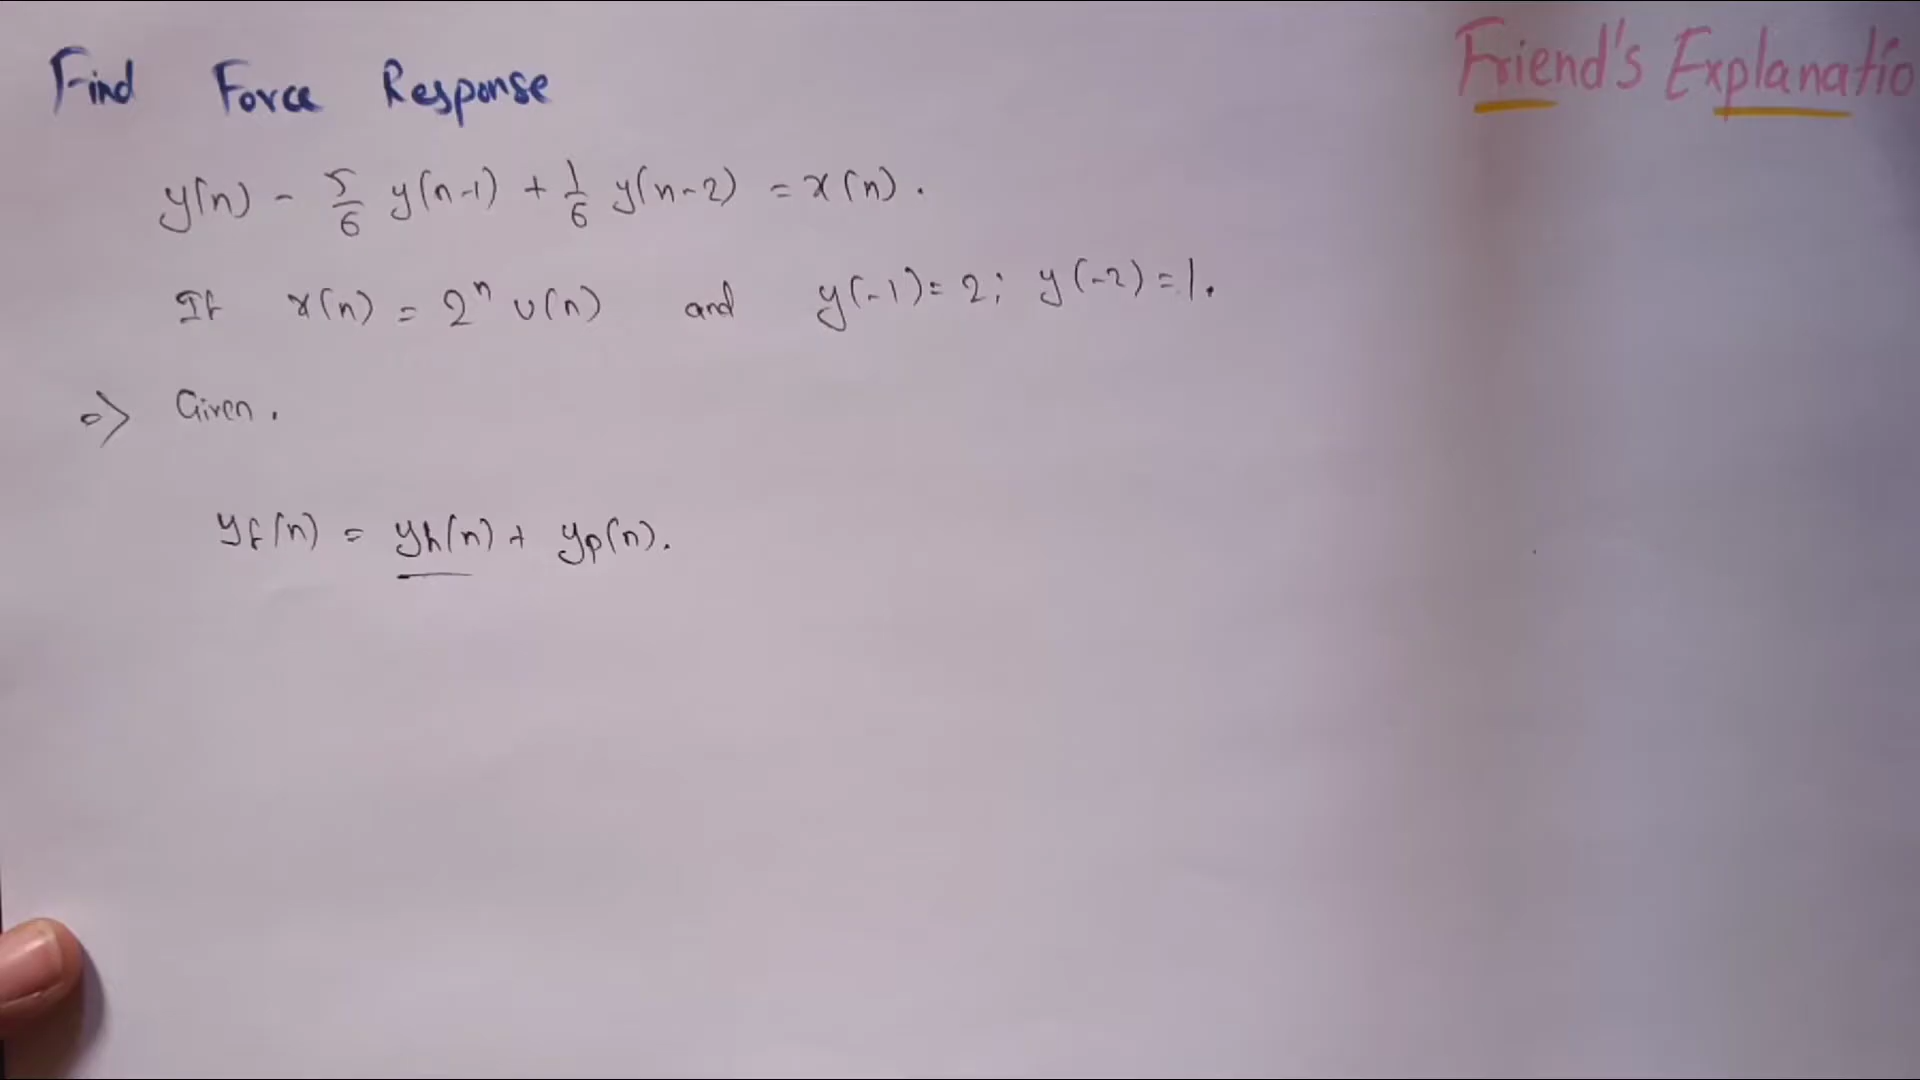 Friend's Explanatio
Find Force Response
y(n) - 5/6 y(n-1) + 1/6 y(n-2) = x(n).
If x(n) = 2^n u(n) and y(-1) = 2; y(-2) = 1.
=> Given.
yf(n) = yh(n) + yp(n).